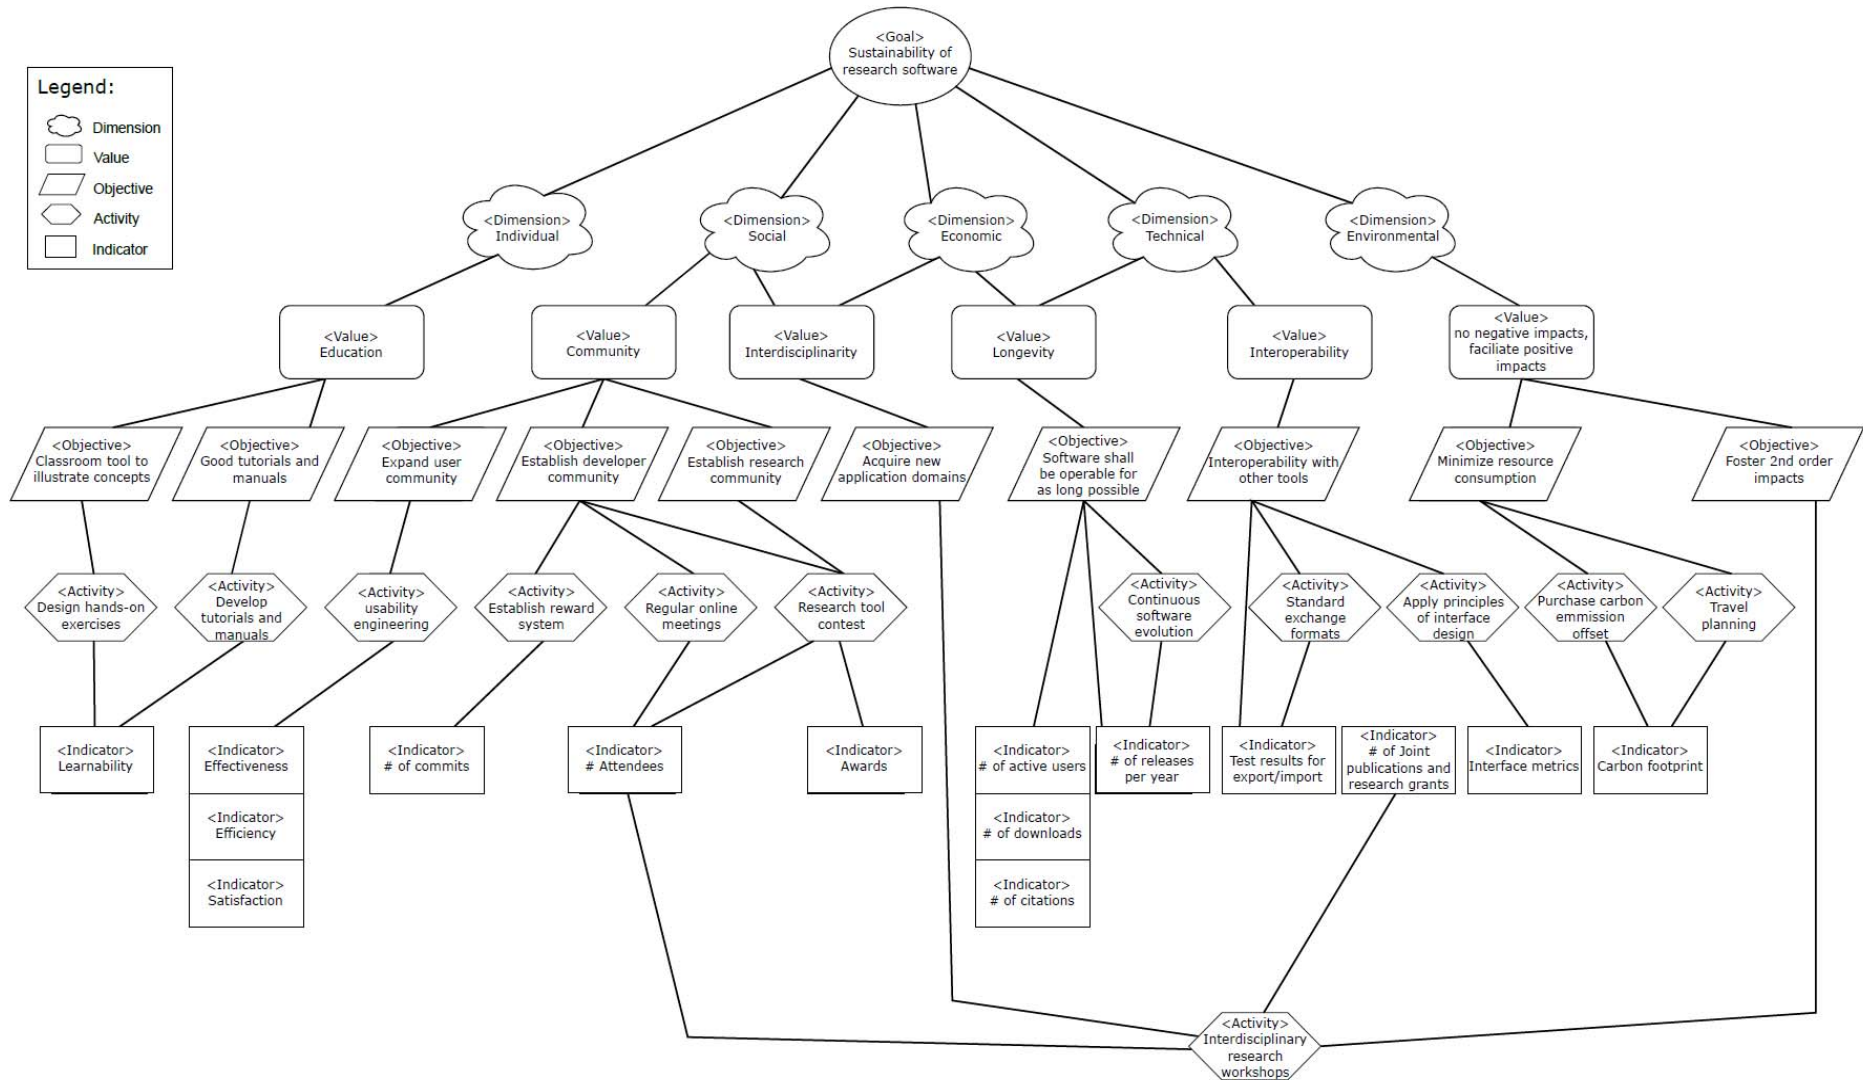 <Goal>
Sustainability of
research software
Legend:
Dimension
Value
Objective
Activity
Indicator
<Dimension>
Individual
<Dimension>
Social
<Dimension>
Economic
<Dimension>
Technical
<Dimension>
Environmental
<Value>
Education
<Value>
Community
<Value>
Interdisciplinarity
<Value>
Longevity
<Value>
Interoperability
<Value>
no negative impacts,
faciliate positive
impacts
<Objective>
Classroom tool to
illustrate concepts
<Objective>
Good tutorials and
manuals
<Objective>
Expand user
community
<Objective>
Establish developer
community
<Objective>
Establish research
community
<Objective>
Acquire new
application domains
<Objective>
Software shall
be operable for
as long possible
<Objective>
Interoperability with
other tools
<Objective>
Minimize resource
consumption
<Objective>
Foster 2nd order
impacts
<Activity>
Design hands-on
exercises
<Activity>
Develop
tutorials and
manuals
<Activity>
usability
engineering
<Activity>
Establish reward
system
<Activity>
Regular online
meetings
<Activity>
Research tool
contest
<Activity>
Continuous
software
evolution
<Activity>
Standard
exchange
formats
<Activity>
Apply principles
of interface
design
<Activity>
Purchase carbon
emmission
offset
<Activity>
Travel
planning
<Indicator>
Learnability
<Indicator>
Effectiveness
<Indicator>
Efficiency
<Indicator>
Satisfaction
<Indicator>
# of commits
<Indicator>
# Attendees
<Indicator>
Awards
<Indicator>
# of active users
<Indicator>
# of downloads
<Indicator>
# of citations
<Indicator>
# of releases
per year
<Indicator>
Test results for
export/import
<Indicator>
# of Joint
publications and
research grants
<Indicator>
Interface metrics
<Indicator>
Carbon footprint
<Activity>
Interdisciplinary
research
workshops